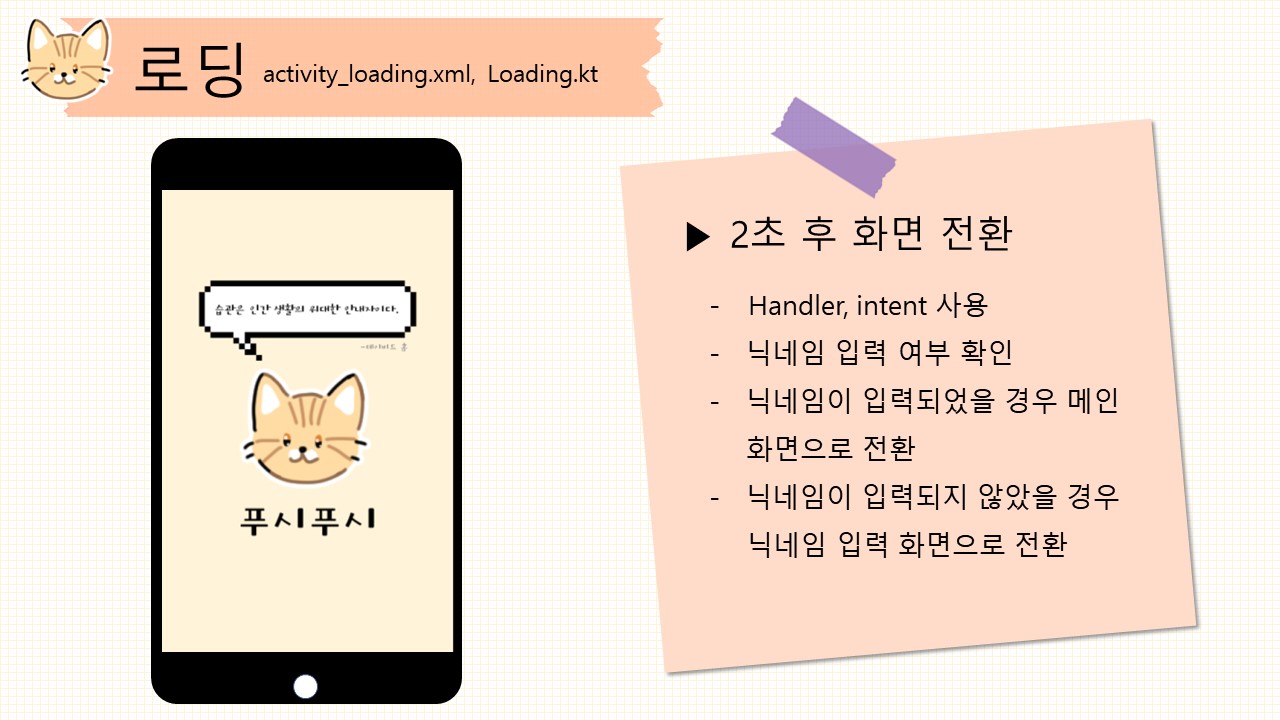 로딩 activity_loading.xml, Loading.kt
습관은 인간 생활의 위대한 안내자이다.
-데이비드 흄
푸시푸시
▶ 2초 후 화면 전환
- Handler, intent 사용
- 닉네임 입력 여부 확인
- 닉네임이 입력되었을 경우 메인
화면으로 전환
- 닉네임이 입력되지 않았을 경우
닉네임 입력 화면으로 전환